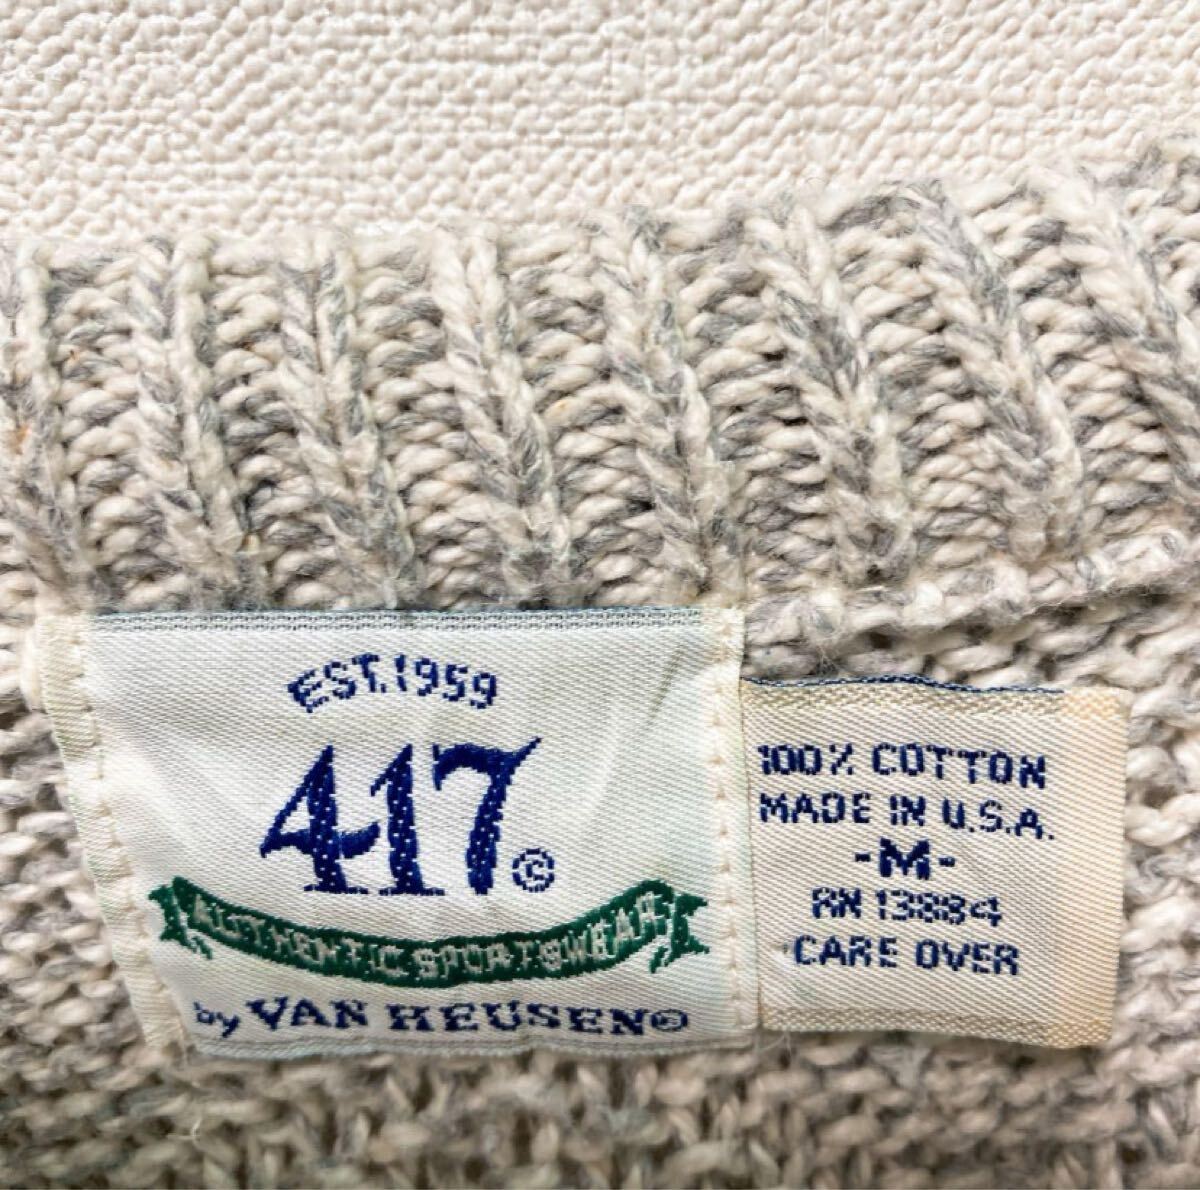 EST. 1959
417©
AUTHENTIC SPORTSWEAR
by VAN HEUSEN©
100% COTTON
MADE IN U.S.A.
-M-
RN 13884
CARE OVER